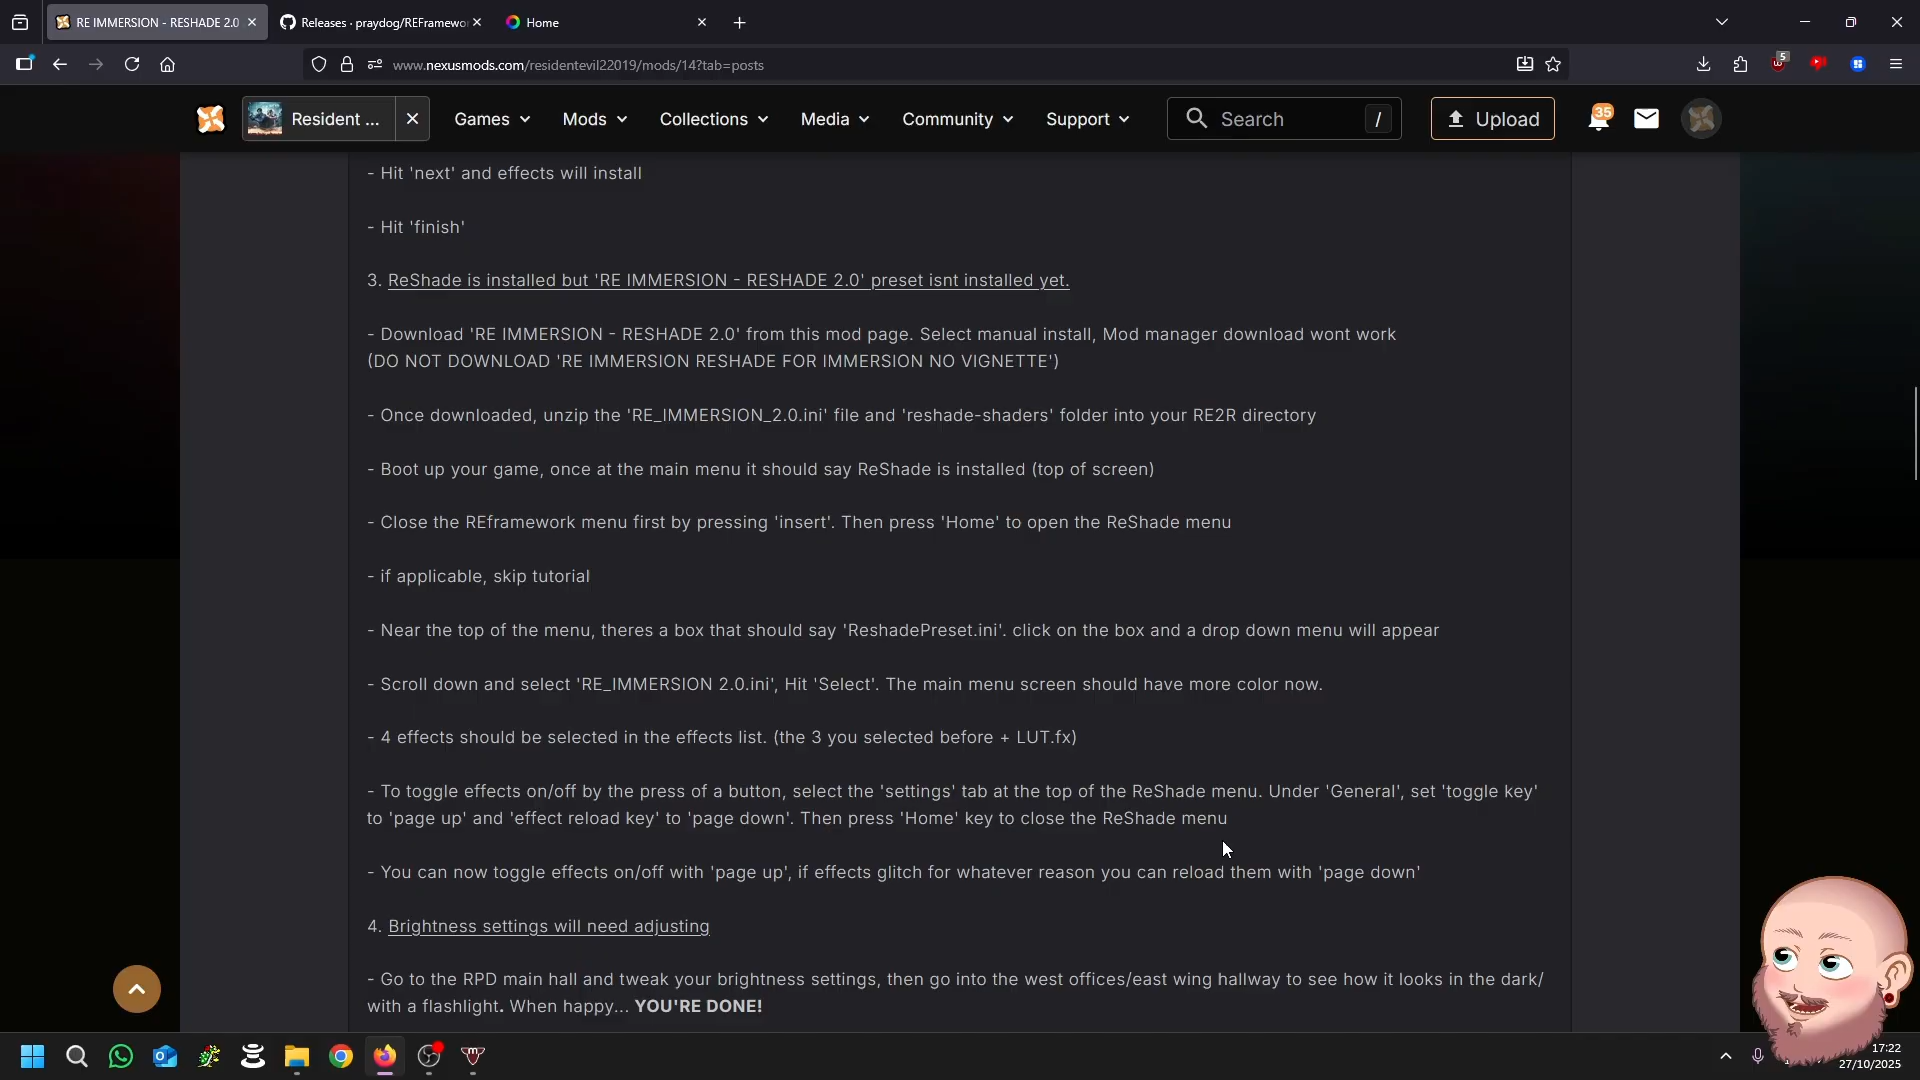 RE IMMERSION - RESHADE 2.0
Releases · praydog/REFramewo
Home
www.nexusmods.com/residentevil22019/mods/14?tab=posts
5
Resident ...
Games
Mods
Collections
Media
Community
Support
Search
/
Upload
35
- Hit 'next' and effects will install
- Hit 'finish'
3. ReShade is installed but 'RE IMMERSION - RESHADE 2.0' preset isnt installed yet.
- Download 'RE IMMERSION - RESHADE 2.0' from this mod page. Select manual install, Mod manager download wont work
(DO NOT DOWNLOAD 'RE IMMERSION RESHADE FOR IMMERSION NO VIGNETTE')
- Once downloaded, unzip the 'RE_IMMERSION_2.0.ini' file and 'reshade-shaders' folder into your RE2R directory
- Boot up your game, once at the main menu it should say ReShade is installed (top of screen)
- Close the REframework menu first by pressing 'insert'. Then press 'Home' to open the ReShade menu
- if applicable, skip tutorial
- Near the top of the menu, theres a box that should say 'ReshadePreset.ini'. click on the box and a drop down menu will appear
- Scroll down and select 'RE_IMMERSION 2.0.ini', Hit 'Select'. The main menu screen should have more color now.
- 4 effects should be selected in the effects list. (the 3 you selected before + LUT.fx)
- To toggle effects on/off by the press of a button, select the 'settings' tab at the top of the ReShade menu. Under 'General', set 'toggle key'
to 'page up' and 'effect reload key' to 'page down'. Then press 'Home' key to close the ReShade menu
- You can now toggle effects on/off with 'page up', if effects glitch for whatever reason you can reload them with 'page down'
4. Brightness settings will need adjusting
- Go to the RPD main hall and tweak your brightness settings, then go into the west offices/east wing hallway to see how it looks in the dark/
with a flashlight. When happy... YOU'RE DONE!
17:22
27/10/2025